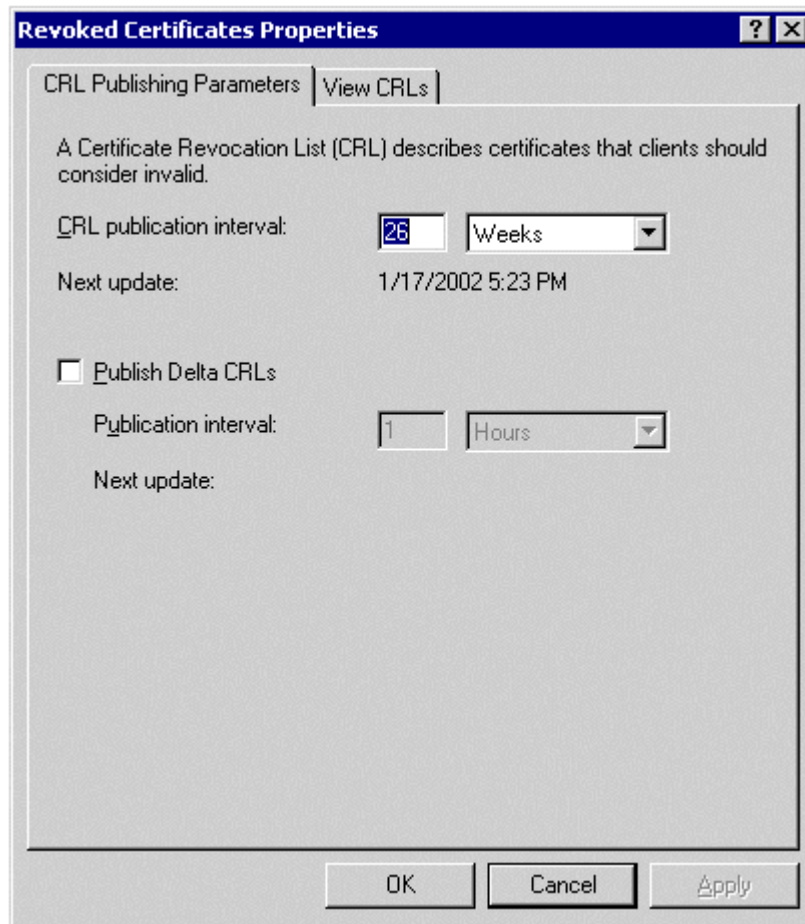 Revoked Certificates Properties
CRL Publishing Parameters View CRLs
A Certificate Revocation List (CRL) describes certificates that clients should
consider invalid.
CRL publication interval: 26 Weeks
Next update: 1/17/2002 5:23 PM
Publish Delta CRLs
Publication interval: 1 Hours
Next update:
OK Cancel Apply